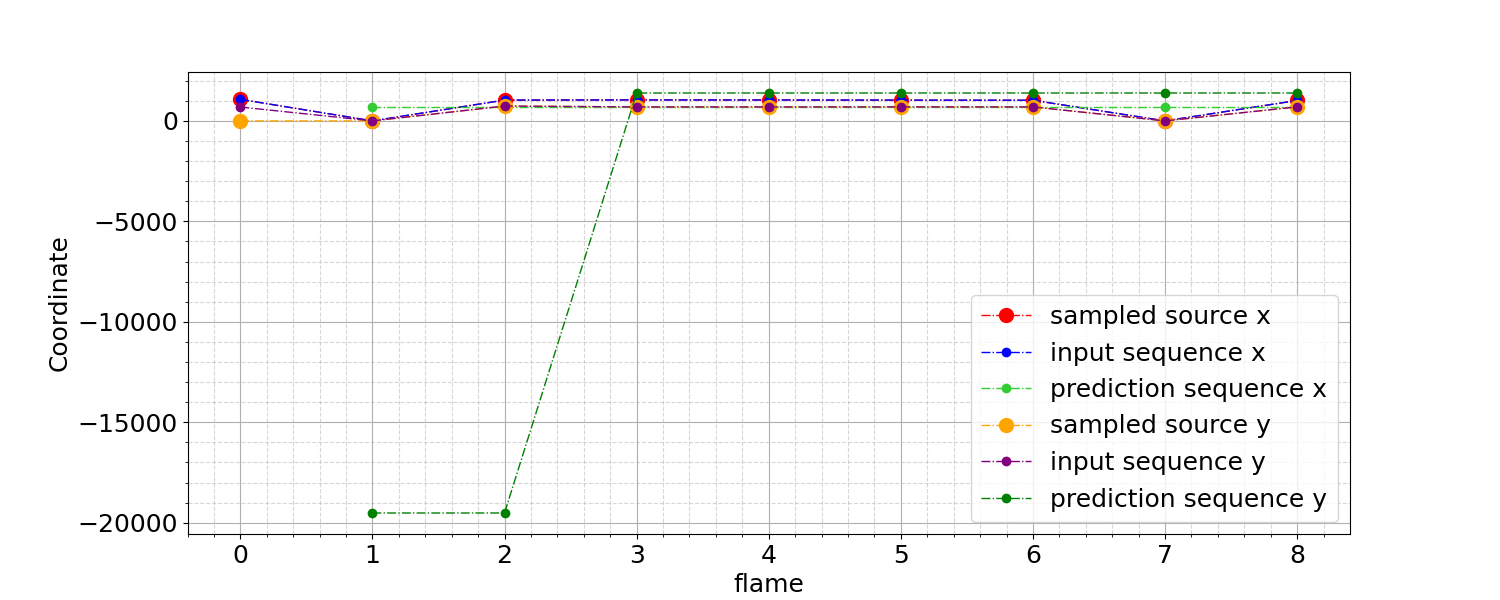 0
−5000
−10000
−15000
−20000
Coordinate
0 1 2 3 4 5 6 7 8
flame
sampled source x
input sequence x
prediction sequence x
sampled source y
input sequence y
prediction sequence y